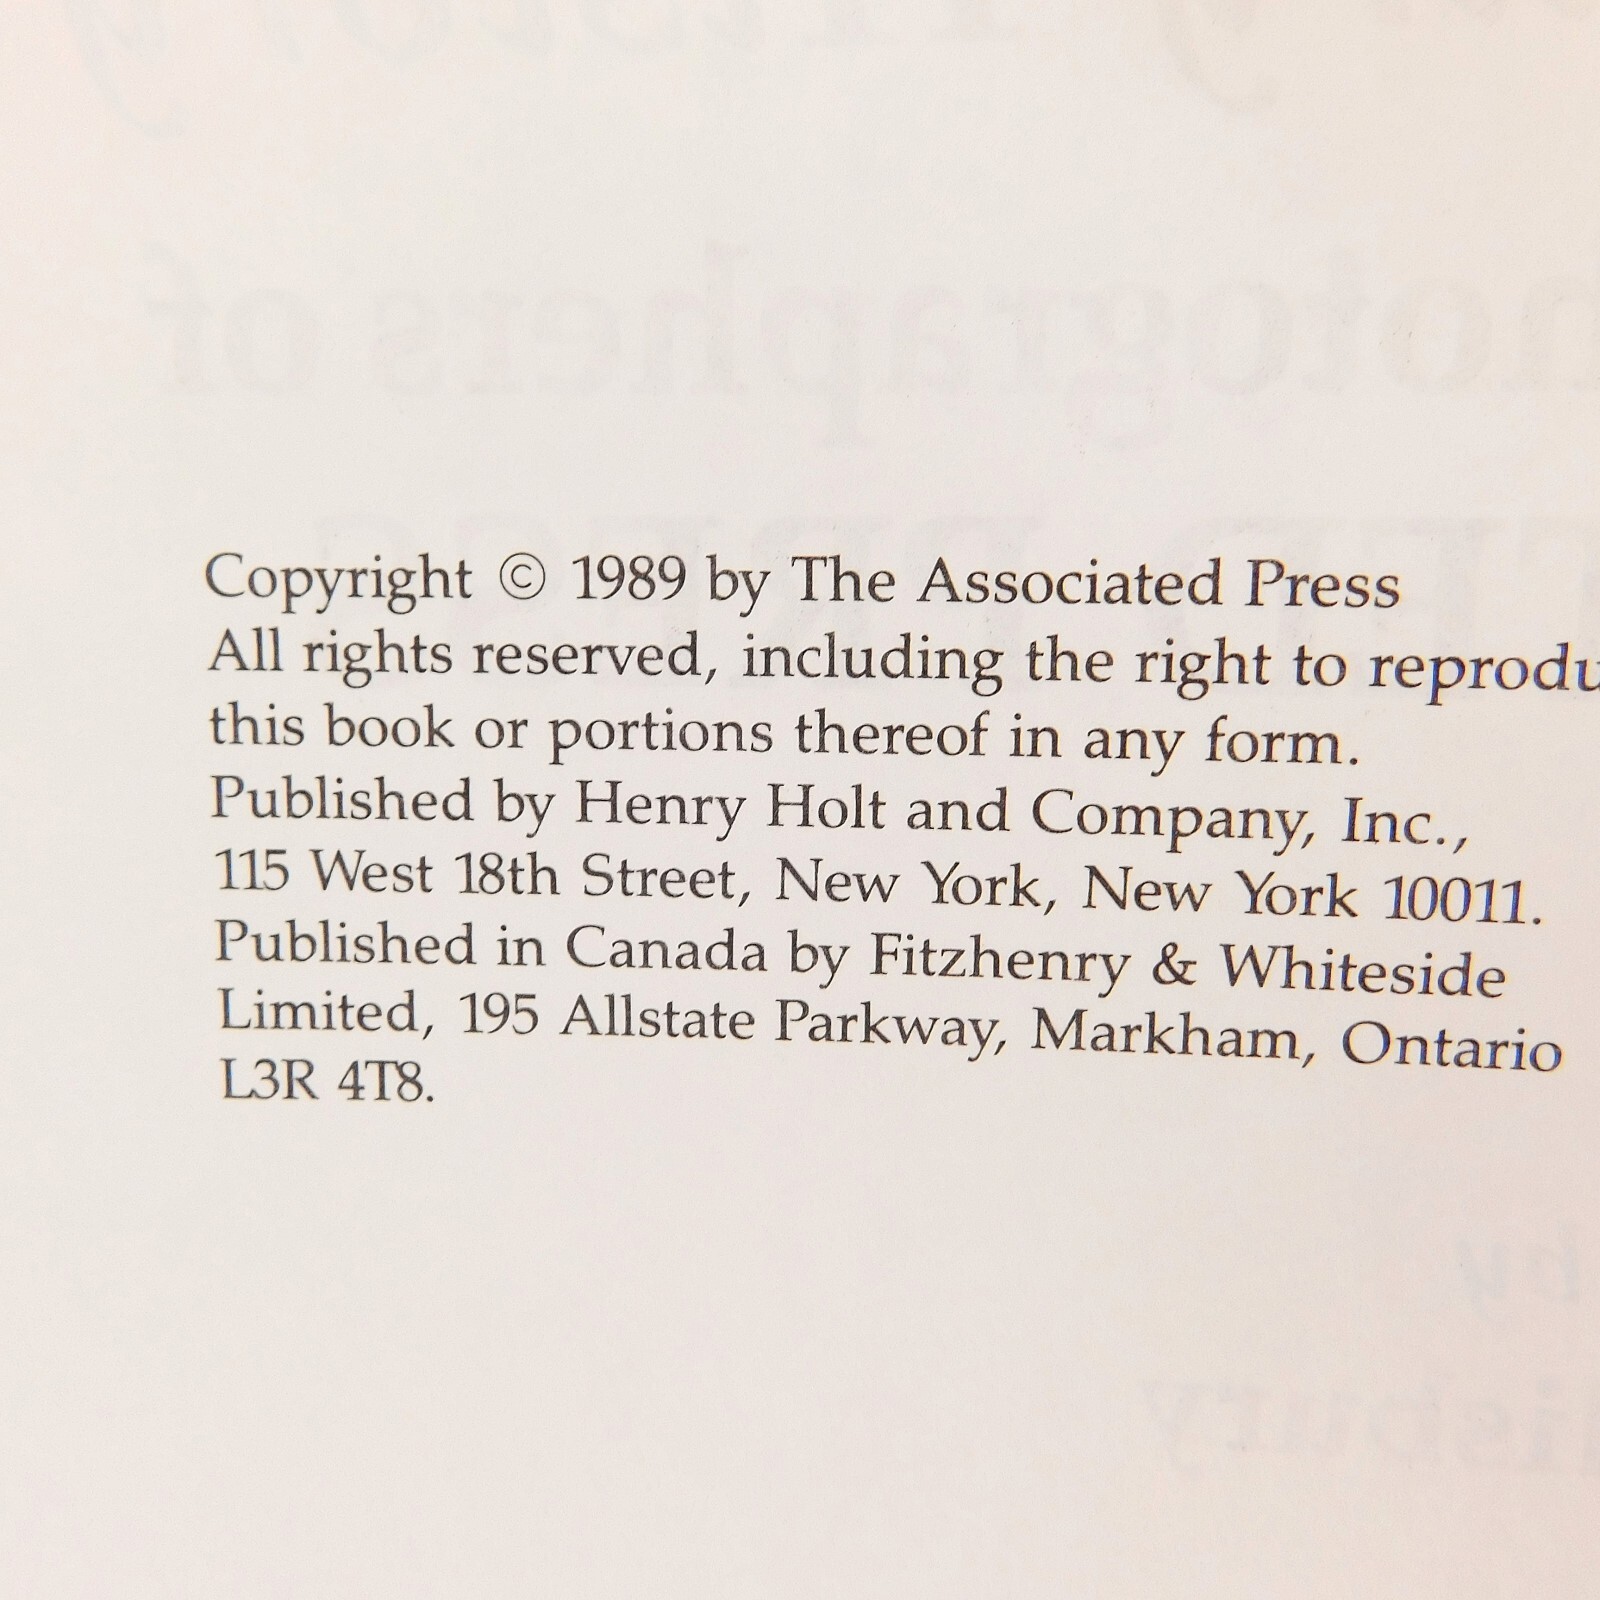 Copyright © 1989 by The Associated Press
All rights reserved, including the right to reprodu
this book or portions thereof in any form.
Published by Henry Holt and Company, Inc.,
115 West 18th Street, New York, New York 10011.
Published in Canada by Fitzhenry & Whiteside
Limited, 195 Allstate Parkway, Markham, Ontario
L3R 4T8.